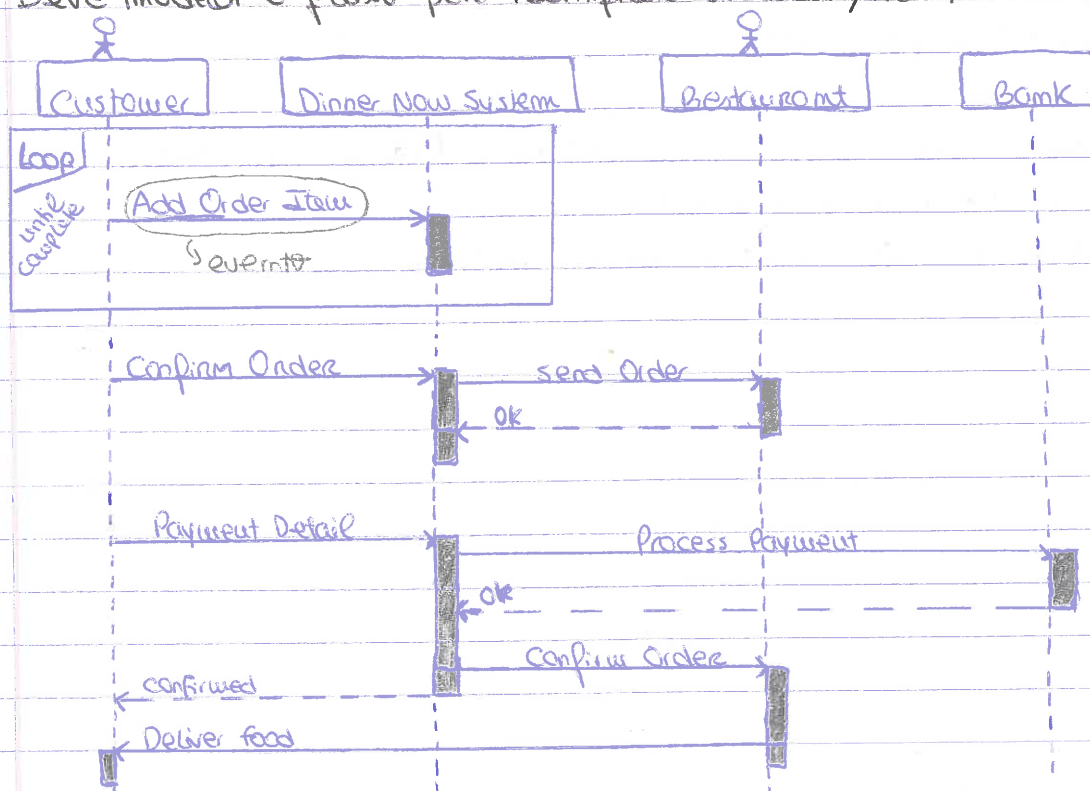 Customer
Dinner Now System
Restaurant
Bank
Loop
until
complete
Add Order Item
evento
Confirm Order
send Order
Ok
Payment Detail
Process Payment
Ok
Confirm Order
confirmed
Deliver food